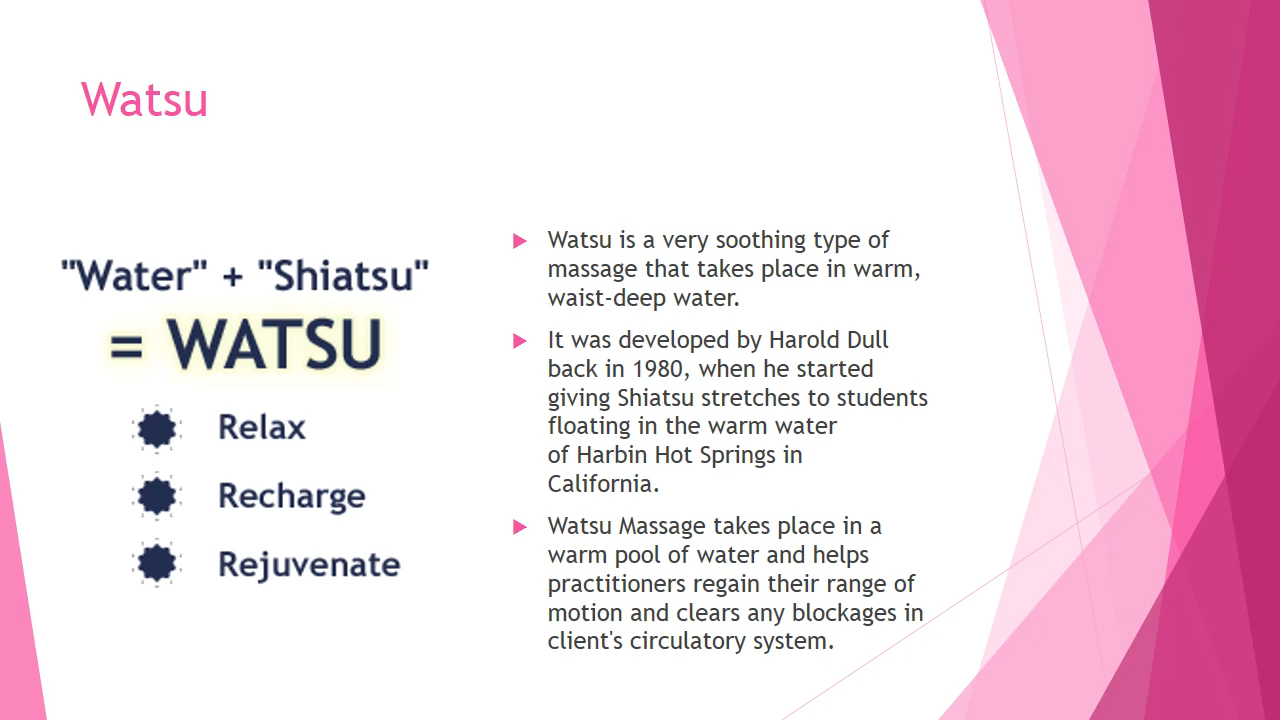 Watsu
"Water" + "Shiatsu"
= WATSU
Relax
Recharge
Rejuvenate
Watsu is a very soothing type of
massage that takes place in warm,
waist-deep water.
It was developed by Harold Dull
back in 1980, when he started
giving Shiatsu stretches to students
floating in the warm water
of Harbin Hot Springs in
California.
Watsu Massage takes place in a
warm pool of water and helps
practitioners regain their range of
motion and clears any blockages in
client's circulatory system.